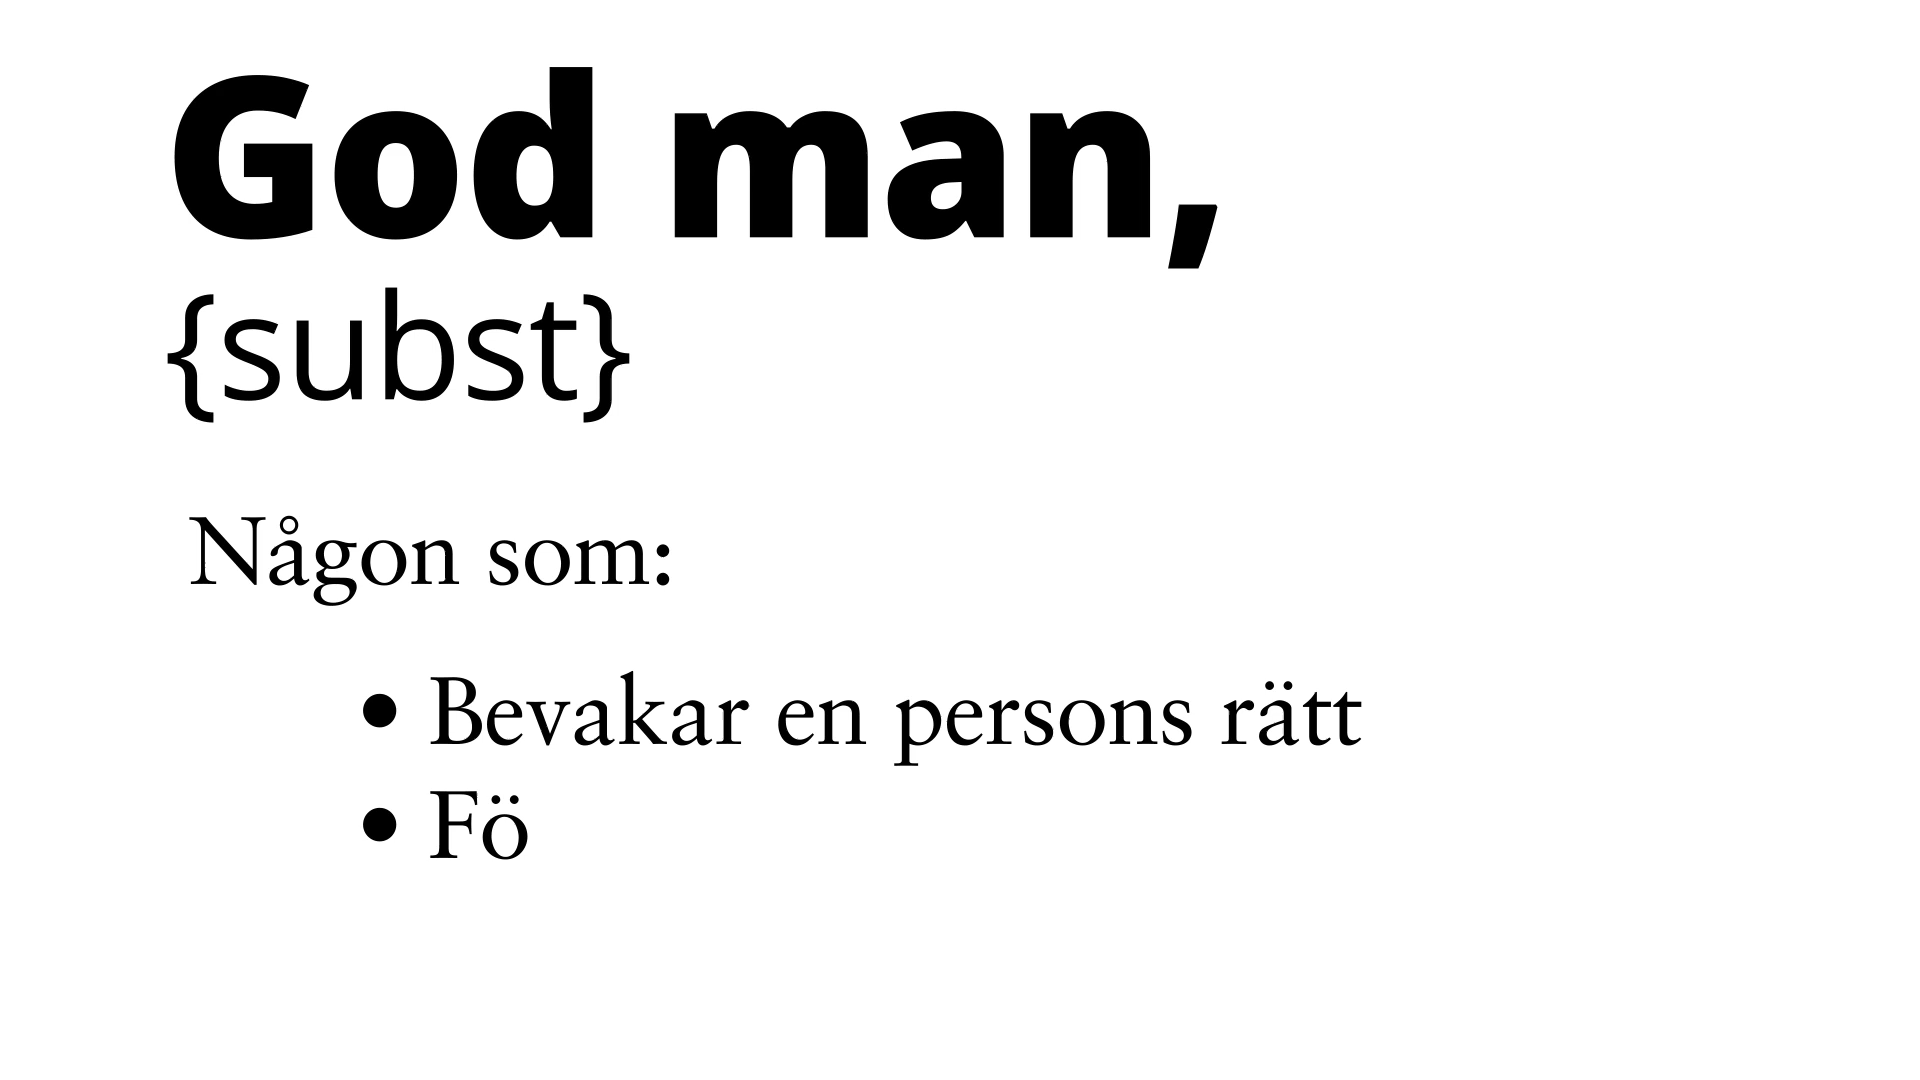 God man,
{subst}
Någon som:
• Bevakar en persons rätt
• Fö